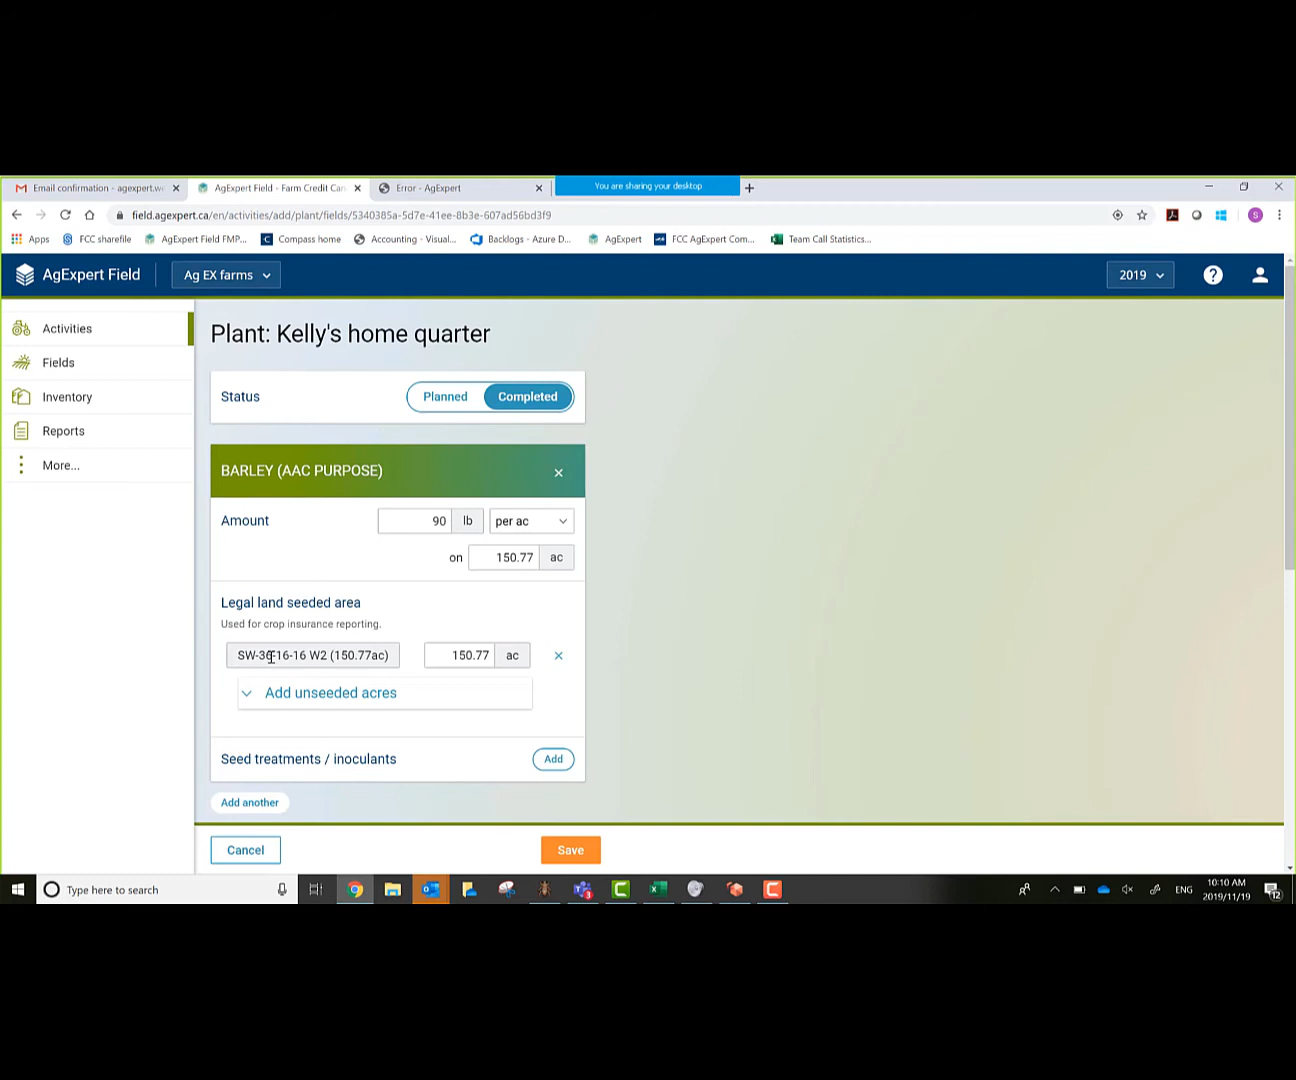 Email confirmation - agexpert.we
AgExpert Field - Farm Credit Can
Error - AgExpert
You are sharing your desktop
field.agexpert.ca/en/activities/add/plant/fields/5340385a-5d7e-41ee-8b3e-607ad56bd3f9
S
Apps
FCC sharefile
AgExpert Field FMP...
Compass home
Accounting - Visual...
Backlogs - Azure D...
AgExpert
FCC AgExpert Com...
Team Call Statistics...
AgExpert Field
Ag EX farms
2019
Activities
Fields
Inventory
Reports
More...
Plant: Kelly's home quarter
Status
Planned
Completed
BARLEY (AAC PURPOSE)
Amount
90 lb
per ac
on
150.77 ac
Legal land seeded area
Used for crop insurance reporting.
W2 (150.77ac)
150.77 ac
Add unseeded acres
Seed treatments / inoculants
Add
Add another
Cancel
Save
Type here to search
ENG
10:10 AM
2019/11/19
12